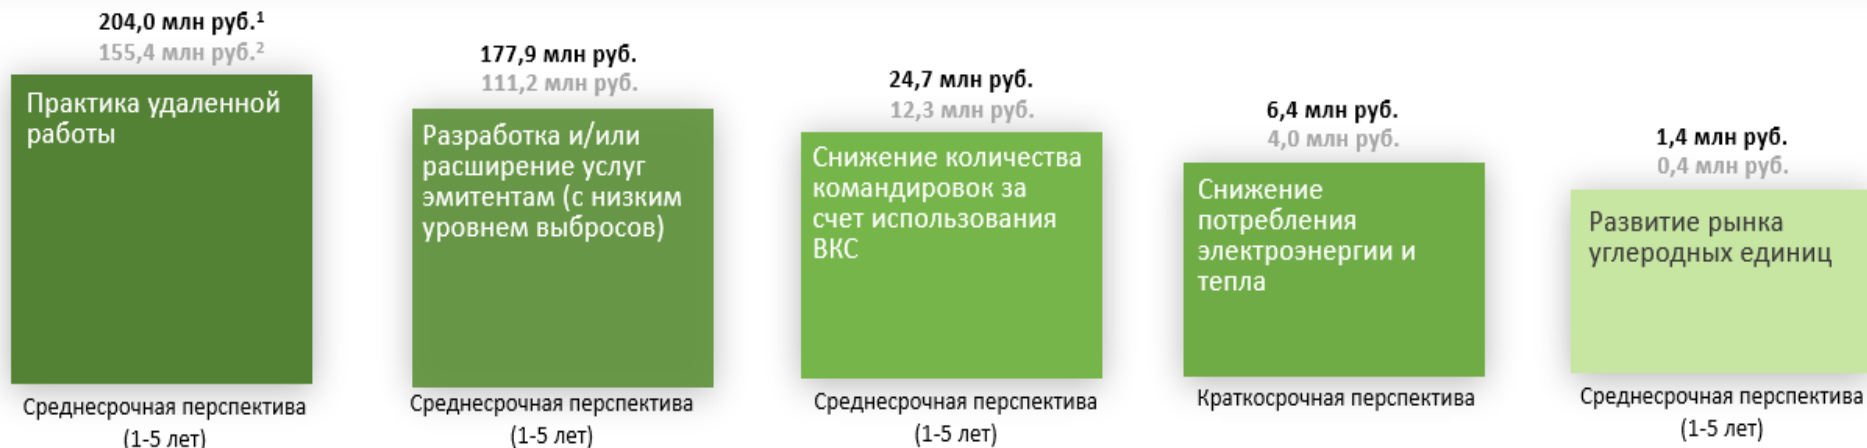 204,0 млн руб.¹
155,4 млн руб.²
Практика удаленной
работы
Среднесрочная перспектива
(1-5 лет)
177,9 млн руб.
111,2 млн руб.
Разработка и/или
расширение услуг
эмитентам (с низким
уровнем выбросов)
Среднесрочная перспектива
(1-5 лет)
24,7 млн руб.
12,3 млн руб.
Снижение количества
командировок за
счет использования
ВКС
Среднесрочная перспектива
(1-5 лет)
6,4 млн руб.
4,0 млн руб.
Снижение
потребления
электроэнергии и
тепла
Краткосрочная перспектива
1,4 млн руб.
0,4 млн руб.
Развитие рынка
углеродных единиц
Среднесрочная перспектива
(1-5 лет)